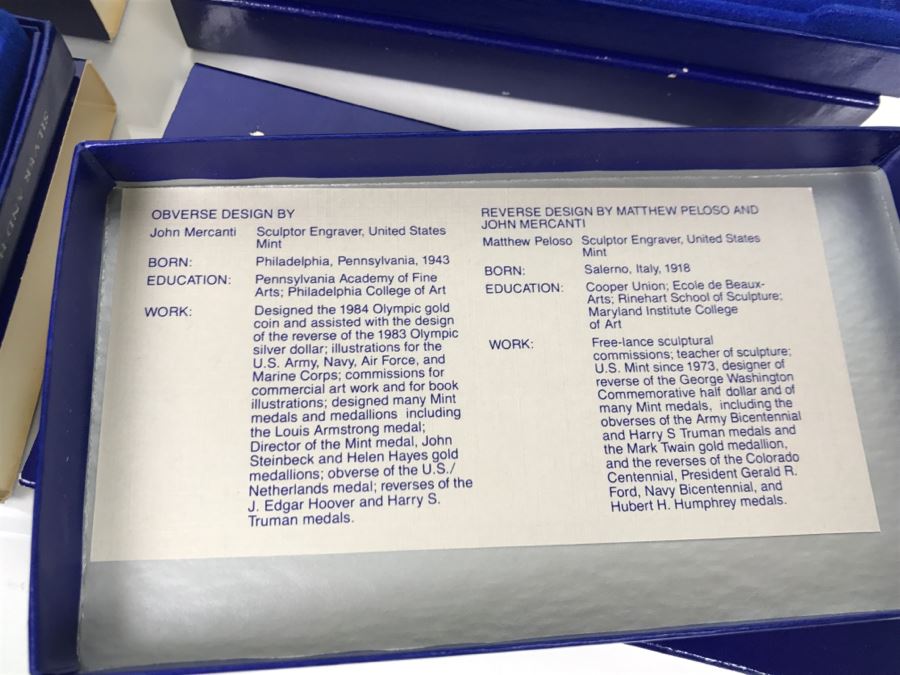 OBVERSE DESIGN BY
John Mercanti Sculptor Engraver, United States
Mint
BORN: Philadelphia, Pennsylvania, 1943
EDUCATION: Pennsylvania Academy of Fine
Arts; Philadelphia College of Art
WORK: Designed the 1984 Olympic gold
coin and assisted with the design
of the reverse of the 1983 Olympic
silver dollar; illustrations for the
U.S. Army, Navy, Air Force, and
Marine Corps; commissions for
commercial art work and for book
illustrations; designed many Mint
medals and medallions including
the Louis Armstrong medal;
Director of the Mint medal, John
Steinbeck and Helen Hayes gold
medallions; obverse of the U.S./
Netherlands medal; reverses of the
J. Edgar Hoover and Harry S.
Truman medals.
REVERSE DESIGN BY MATTHEW PELOSO AND
JOHN MERCANTI
Matthew Peloso Sculptor Engraver, United States
Mint
BORN: Salerno, Italy, 1918
EDUCATION: Cooper Union; Ecole de Beaux-
Arts; Rinehart School of Sculpture;
Maryland Institute College
of Art
WORK: Free-lance sculptural
commissions; teacher of sculpture;
U.S. Mint since 1973, designer of
reverse of the George Washington
Commemorative half dollar and of
many Mint medals, including the
obverses of the Army Bicentennial
and Harry S Truman medals and
the Mark Twain gold medallion,
and the reverses of the Colorado
Centennial, President Gerald R.
Ford, Navy Bicentennial, and
Hubert H. Humphrey medals.
SILVER AND